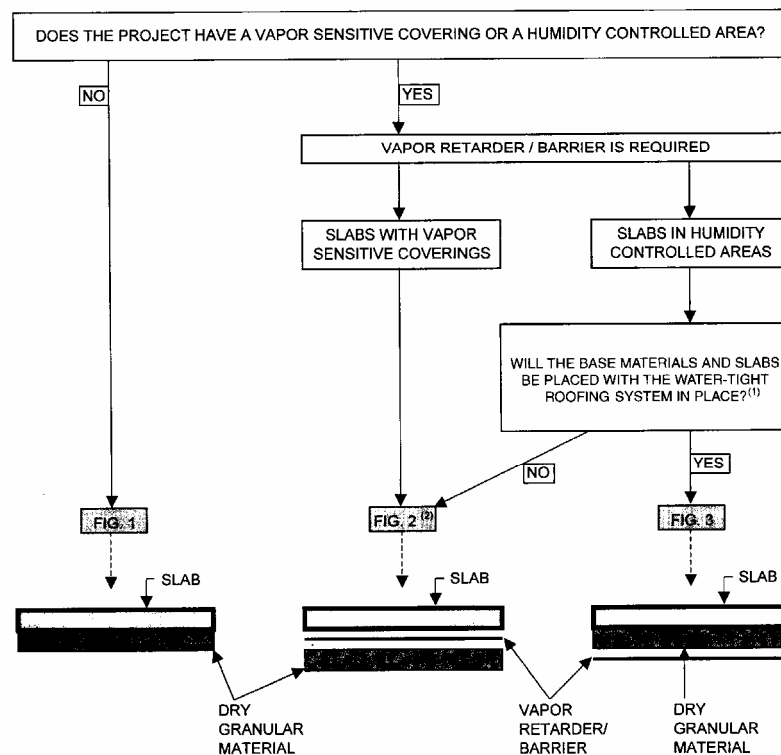 DOES THE PROJECT HAVE A VAPOR SENSITIVE COVERING OR A HUMIDITY CONTROLLED AREA?
NO
YES
VAPOR RETARDER / BARRIER IS REQUIRED
SLABS WITH VAPOR
SENSITIVE COVERINGS
SLABS IN HUMIDITY
CONTROLLED AREAS
WILL THE BASE MATERIALS AND SLABS
BE PLACED WITH THE WATER-TIGHT
ROOFING SYSTEM IN PLACE?(1)
NO
YES
FIG. 1
FIG. 2 (2)
FIG. 3
SLAB
SLAB
SLAB
DRY
GRANULAR
MATERIAL
VAPOR
RETARDER/
BARRIER
DRY
GRANULAR
MATERIAL